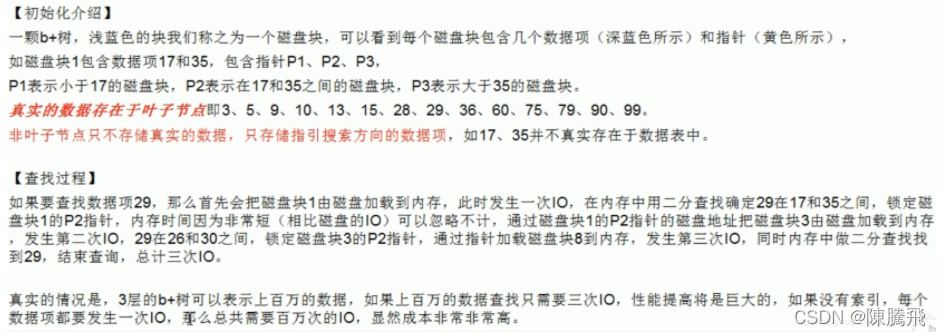 【初始化介绍】
一颗b+树，浅蓝色的块我们称之为一个磁盘块，可以看到每个磁盘块包含几个数据项（深蓝色所示）和指针（黄色所示），
如磁盘块1包含数据项17和35，包含指针P1、P2、P3，
P1表示小于17的磁盘块，P2表示在17和35之间的磁盘块，P3表示大于35的磁盘块。
真实的数据存在于叶子节点即3、5、9、10、13、15、28、29、36、60、75、79、90、99。
非叶子节点只不存储真实的数据，只存储指引搜索方向的数据项，如17、35并不真实存在于数据表中。
【查找过程】
如果要查找数据项29，那么首先会把磁盘块1由磁盘加载到内存，此时发生一次IO，在内存中用二分查找确定29在17和35之间，锁定磁
盘块1的P2指针，内存时间因为非常短（相比磁盘的IO）可以忽略不计，通过磁盘块1的P2指针的磁盘地址把磁盘块3由磁盘加载到内存
，发生第二次IO，29在26和30之间，锁定磁盘块3的P2指针，通过指针加载磁盘块8到内存，发生第三次IO，同时内存中做二分查找找
到29，结束查询，总计三次IO。
真实的情况是，3层的b+树可以表示上百万的数据，如果上百万的数据查找只需要三次IO，性能提高将是巨大的，如果没有索引，每个
数据项都要发生一次IO，那么总共需要百万次的IO，显然成本非常非常高。
CSDN @陳騰飛